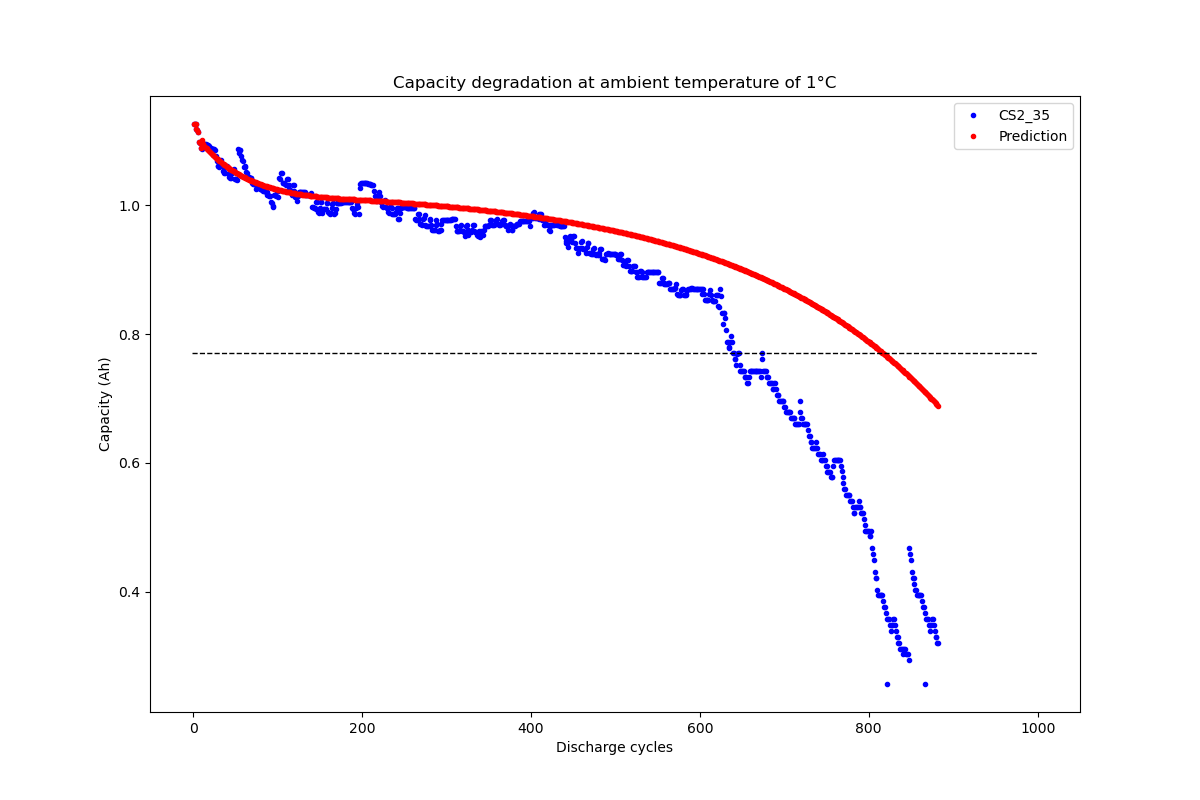 Capacity degradation at ambient temperature of 1°C
CS2_35
Prediction
1.0
0.8
0.6
0.4
Capacity (Ah)
0
200
400
600
800
1000
Discharge cycles